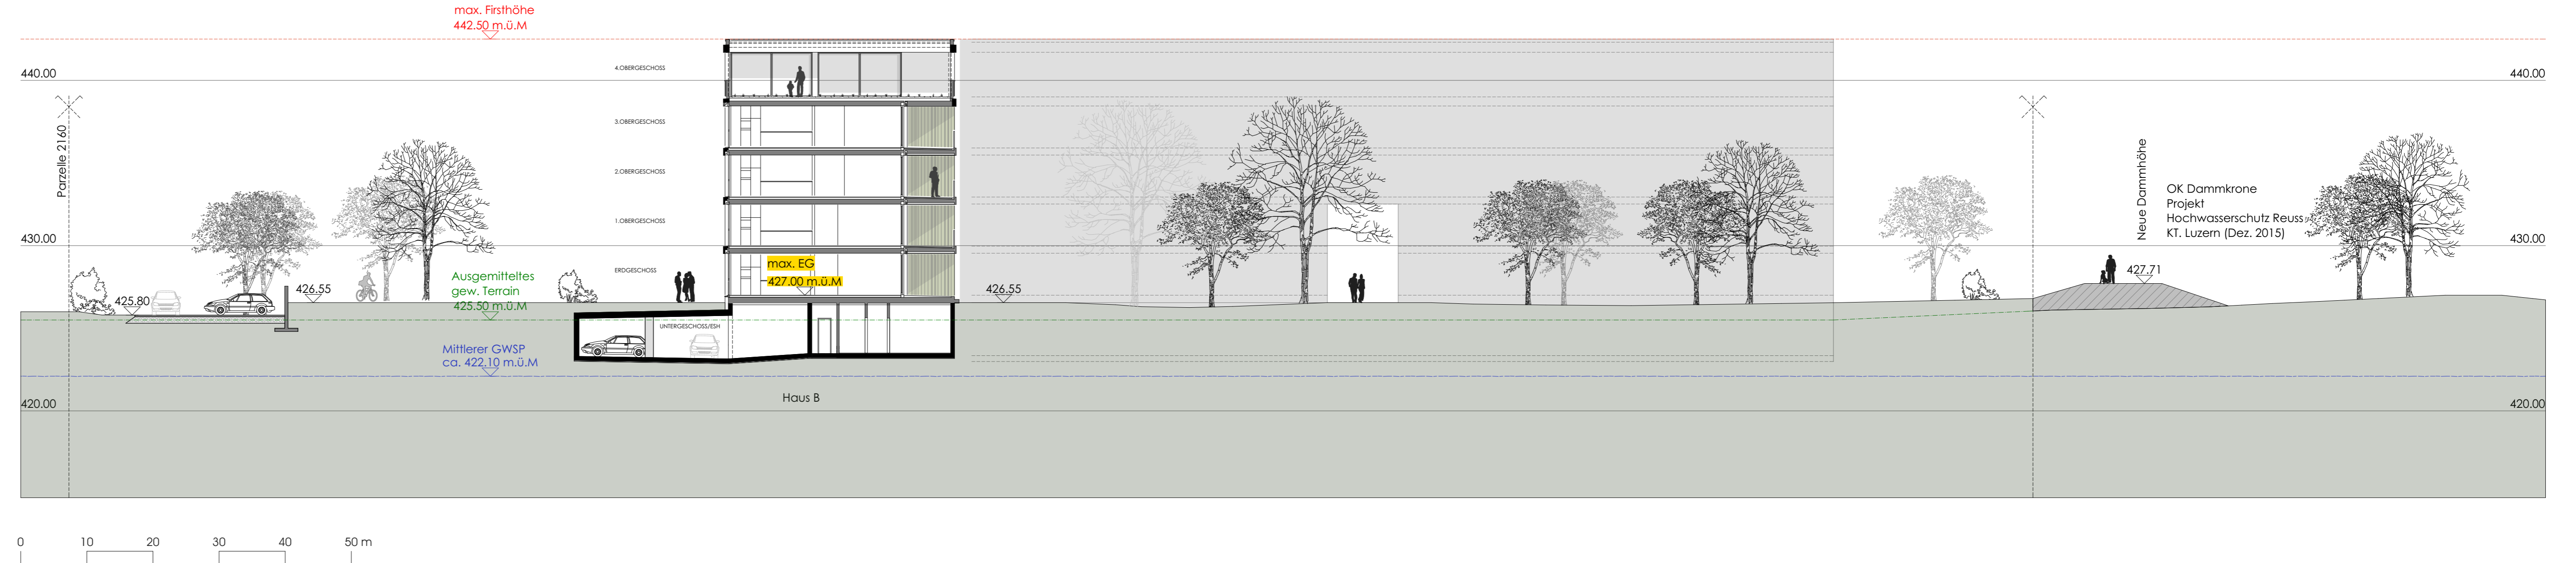 max. Firsthöhe
442.50 m.ü.M
440.00
440.00
4.OBERGESCHOSS
3.OBERGESCHOSS
2.OBERGESCHOSS
1.OBERGESCHOSS
ERDGESCHOSS
Parzelle 2160
Neue Dammhöhe
OK Dammkrone
Projekt
Hochwasserschutz Reuss
KT. Luzern (Dez. 2015)
430.00
430.00
max. EG
427.00 m.ü.M
427.71
Ausgemitteltes
gew. Terrain
425.50 m.ü.M
425.80
426.55
426.55
UNTERGESCHOSS/ESH
Mittlerer GWSP
ca. 422.10 m.ü.M
Haus B
420.00
420.00
0 10 20 30 40 50 m